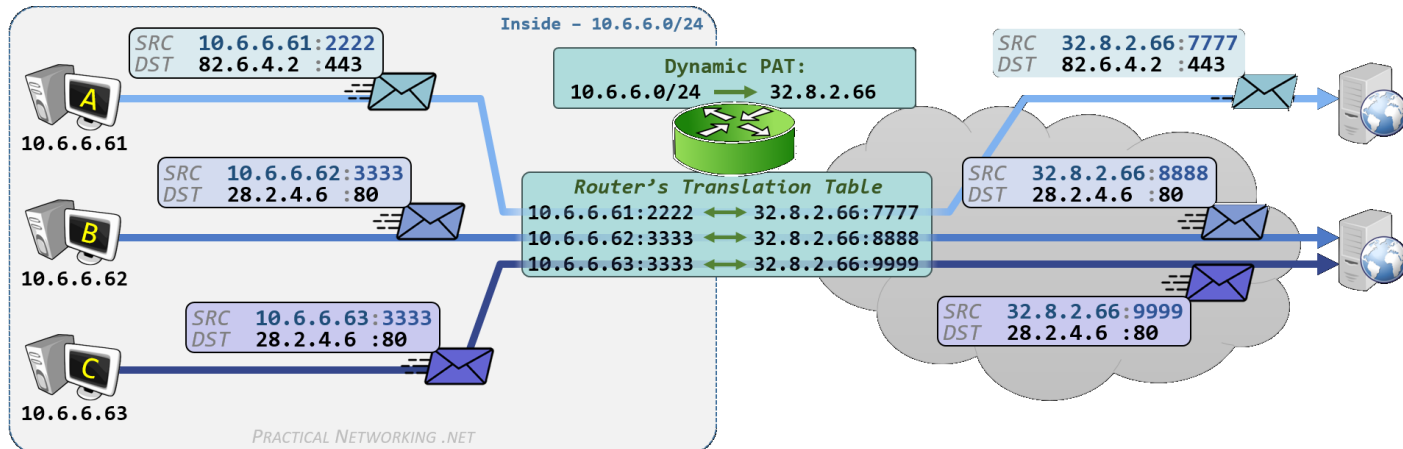 Inside – 10.6.6.0/24
SRC 10.6.6.61:2222
DST 82.6.4.2 :443
A
10.6.6.61
SRC 10.6.6.62:3333
DST 28.2.4.6 :80
B
10.6.6.62
SRC 10.6.6.63:3333
DST 28.2.4.6 :80
C
10.6.6.63
PRACTICAL NETWORKING .NET
Dynamic PAT:
10.6.6.0/24 32.8.2.66
Router's Translation Table
10.6.6.61:2222 32.8.2.66:7777
10.6.6.62:3333 32.8.2.66:8888
10.6.6.63:3333 32.8.2.66:9999
SRC 32.8.2.66:7777
DST 82.6.4.2 :443
SRC 32.8.2.66:8888
DST 28.2.4.6 :80
SRC 32.8.2.66:9999
DST 28.2.4.6 :80